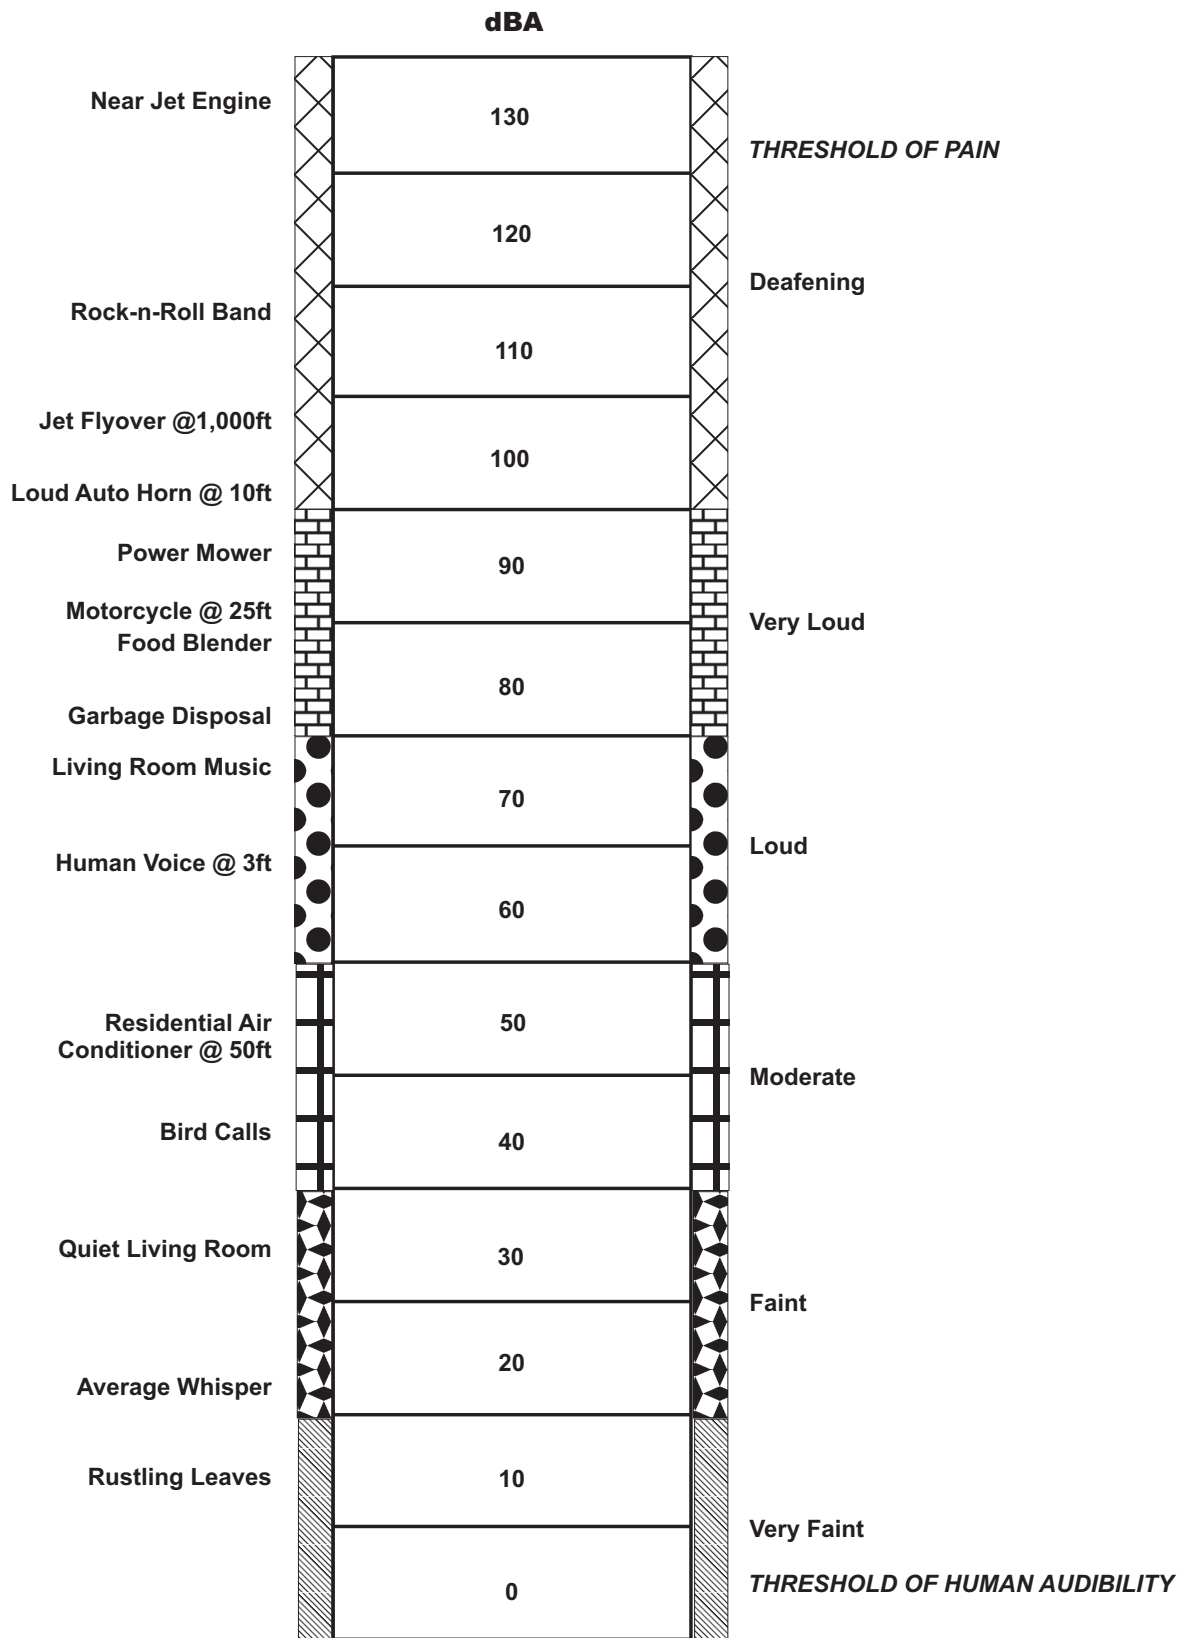 dBA
Near Jet Engine
130
THRESHOLD OF PAIN
120
Deafening
Rock-n-Roll Band
110
Jet Flyover @1,000ft
100
Loud Auto Horn @ 10ft
Power Mower
90
Motorcycle @ 25ft
Very Loud
Food Blender
80
Garbage Disposal
Living Room Music
70
Loud
Human Voice @ 3ft
60
Residential Air
50
Conditioner @ 50ft
Moderate
Bird Calls
40
Quiet Living Room
30
Faint
20
Average Whisper
Rustling Leaves
10
Very Faint
THRESHOLD OF HUMAN AUDIBILITY
0